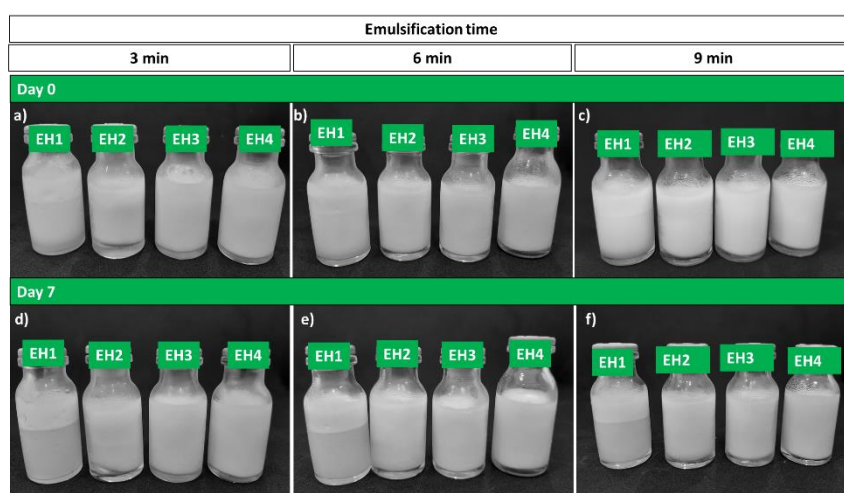 Emulsification time
3 min
6 min
9 min
Day 0
a)
EH1
EH2
EH3
EH4
b)
EH1
EH2
EH3
EH4
c)
EH1
EH2
EH3
EH4
Day 7
d)
EH1
EH2
EH3
EH4
e)
EH1
EH2
EH3
EH4
f)
EH1
EH2
EH3
EH4